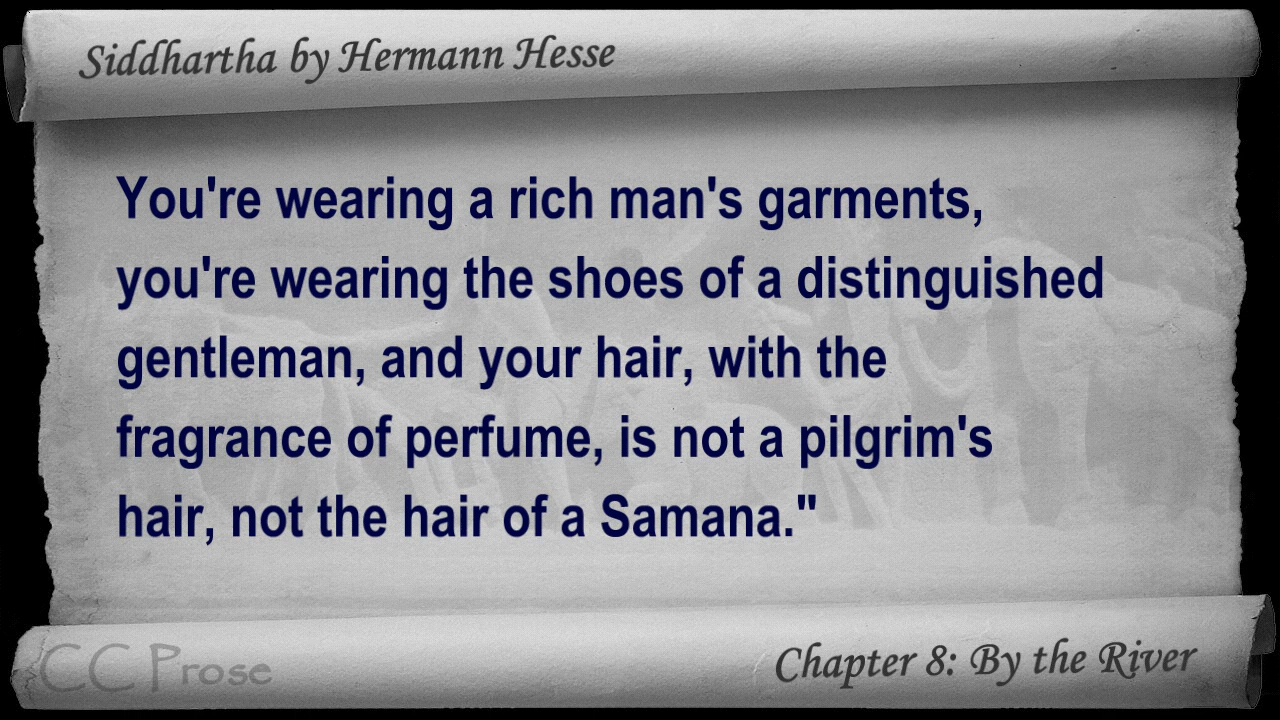 Siddhartha by Hermann Hesse
You're wearing a rich man's garments,
you're wearing the shoes of a distinguished
gentleman, and your hair, with the
fragrance of perfume, is not a pilgrim's
hair, not the hair of a Samana."
CC Prose
Chapter 8: By the River